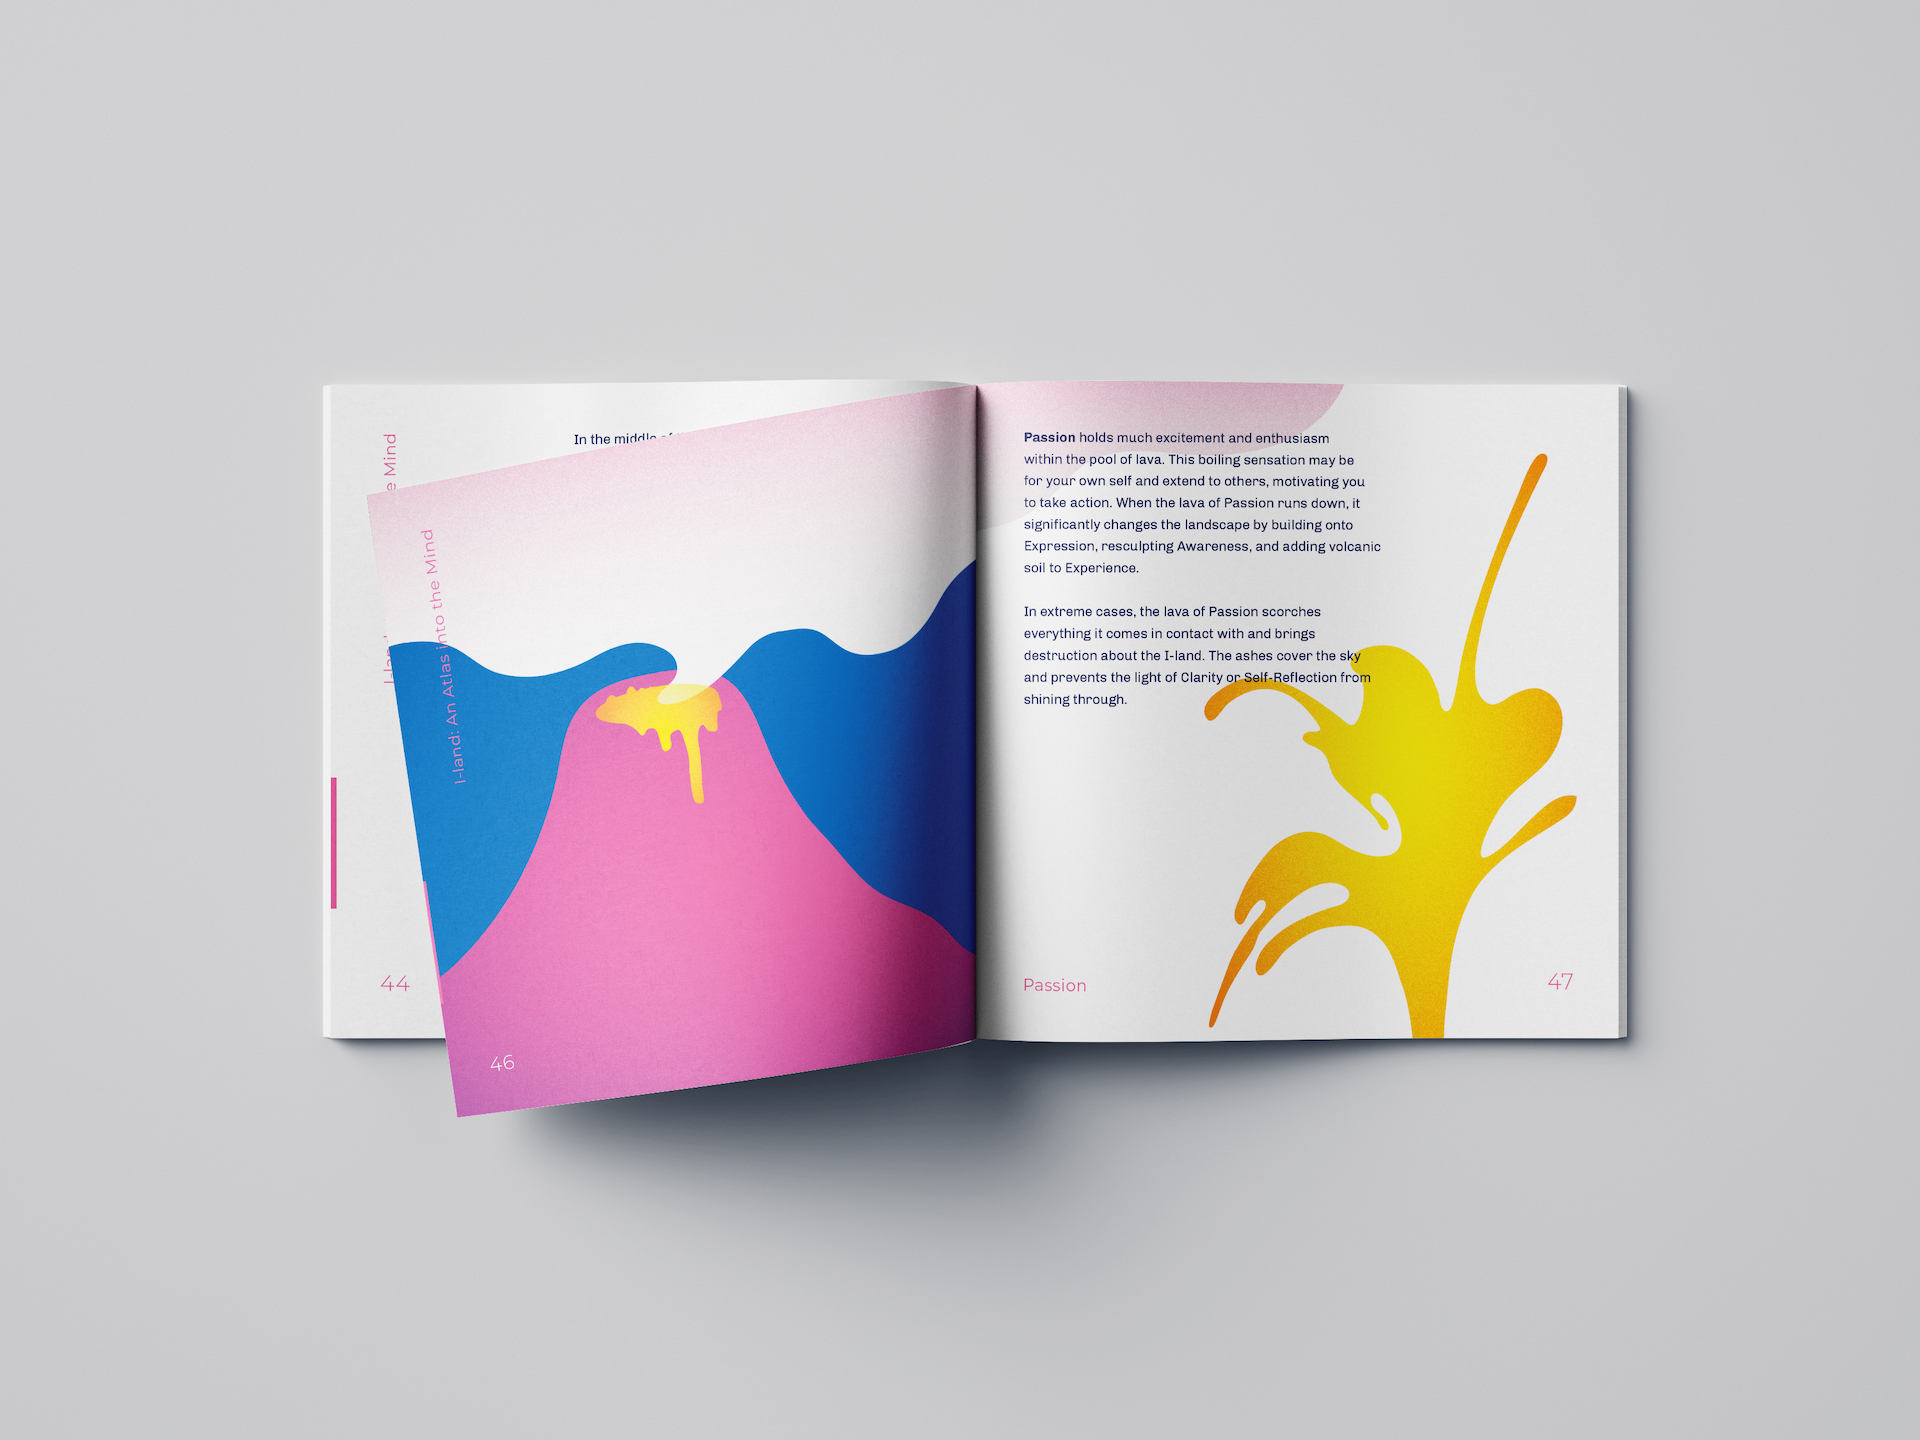 e Mind
In the middle
44
I-land: An Atlas into the Mind
46
Passion holds much excitement and enthusiasm
within the pool of lava. This boiling sensation may be
for your own self and extend to others, motivating you
to take action. When the lava of Passion runs down, it
significantly changes the landscape by building onto
Expression, resculpting Awareness, and adding volcanic
soil to Experience.
In extreme cases, the lava of Passion scorches
everything it comes in contact with and brings
destruction about the I-land. The ashes cover the sky
and prevents the light of Clarity or Self-Reflection from
shining through.
Passion
47